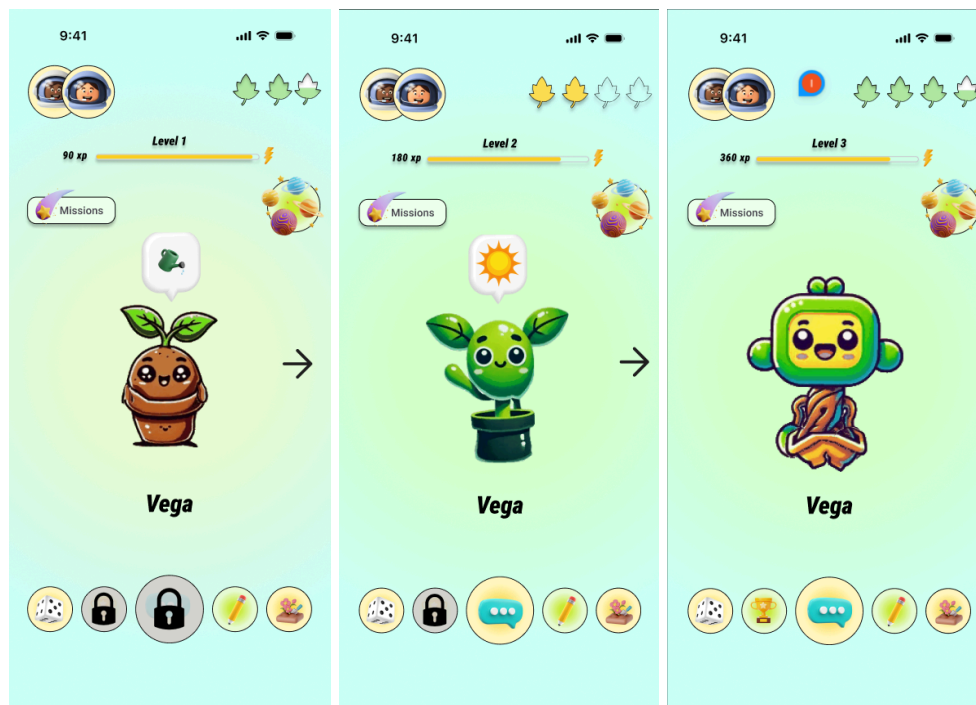 9:41
Level 1
90 xp
Missions
Vega
9:41
Level 2
180 xp
Missions
Vega
9:41
Level 3
360 xp
Missions
Vega